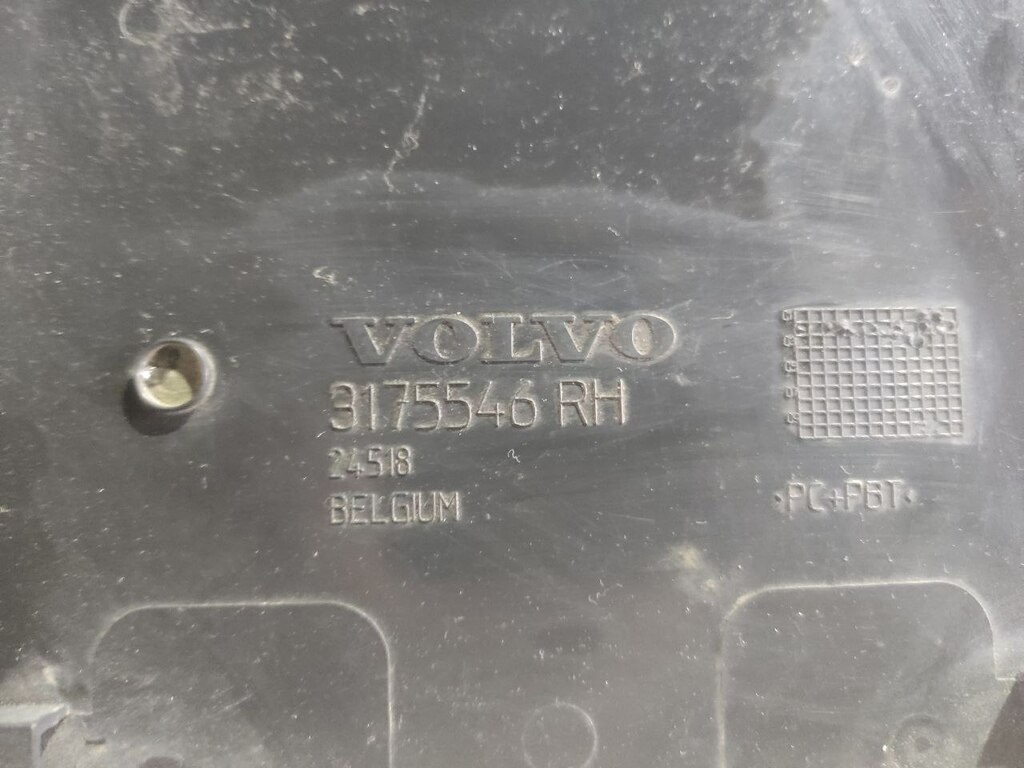 VOLVO
3175546 RH
24518
BELGIUM
·PC+PBT·